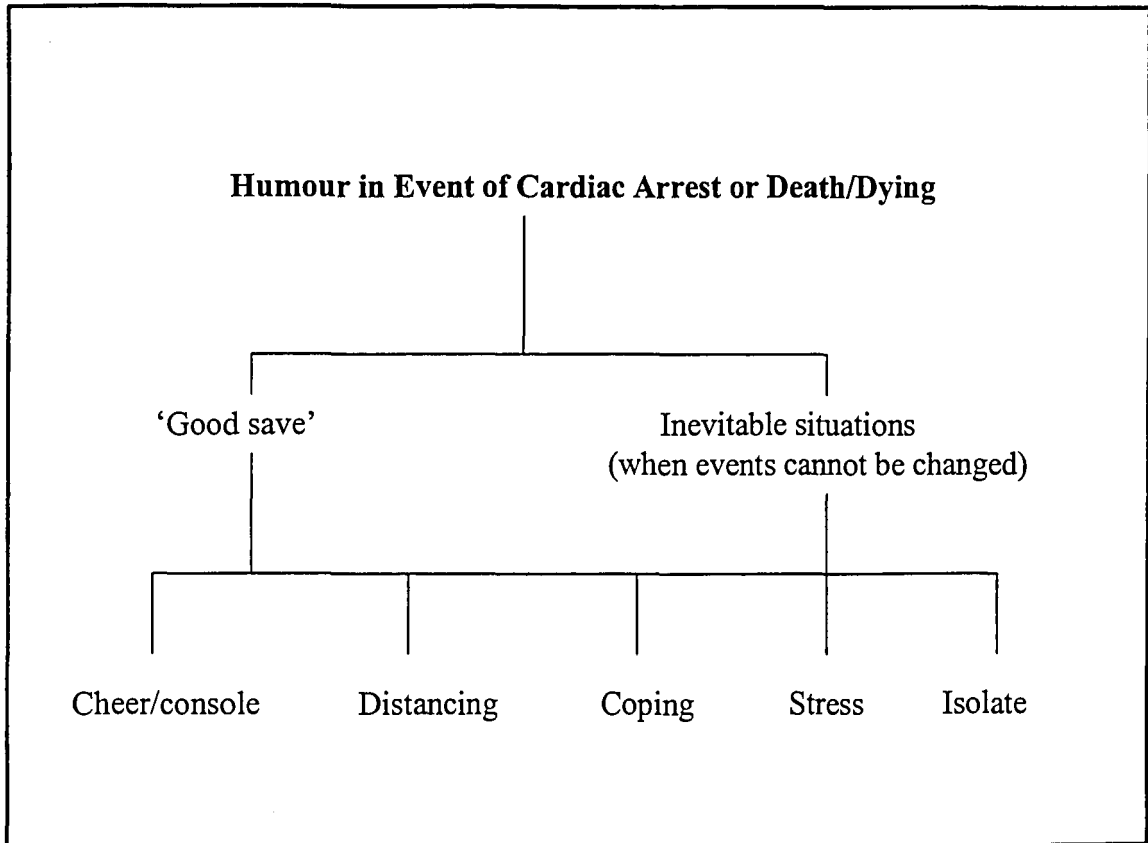 Humour in Event of Cardiac Arrest or Death/Dying
‘Good save’
Inevitable situations
(when events cannot be changed)
Cheer/console
Distancing
Coping
Stress
Isolate